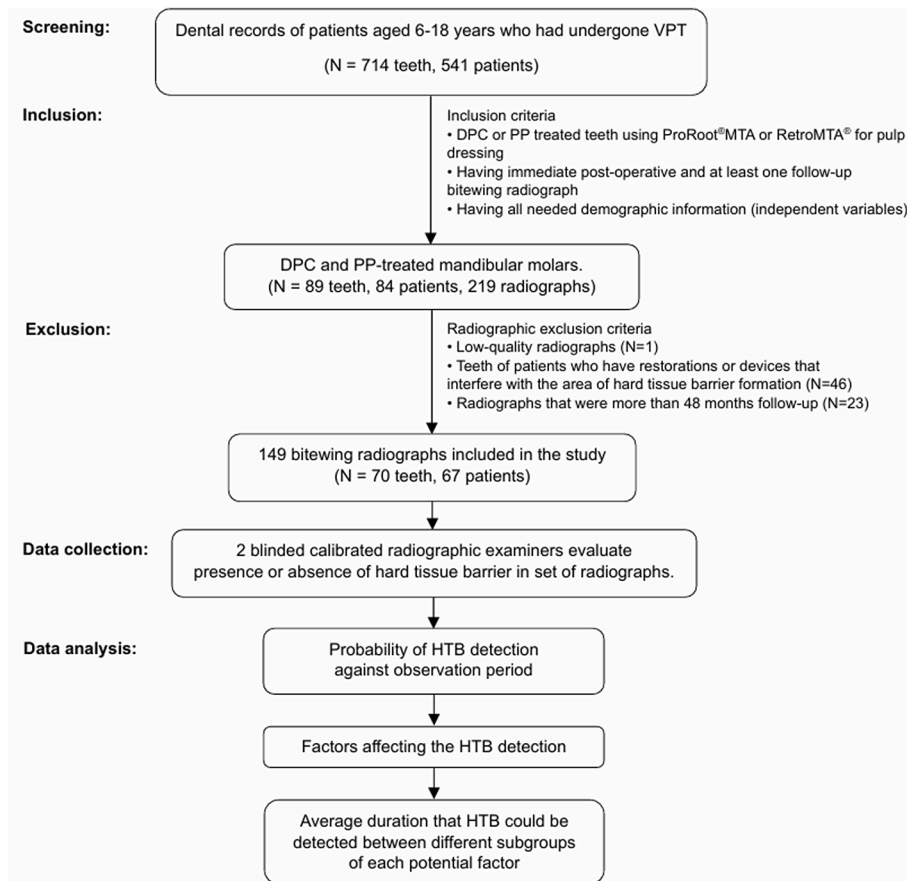 Screening:
Dental records of patients aged 6-18 years who had undergone VPT
(N = 714 teeth, 541 patients)
Inclusion:
Inclusion criteria
• DPC or PP treated teeth using ProRoot®MTA or RetroMTA® for pulp
dressing
• Having immediate post-operative and at least one follow-up
bitewing radiograph
• Having all needed demographic information (independent variables)
DPC and PP-treated mandibular molars.
(N = 89 teeth, 84 patients, 219 radiographs)
Exclusion:
Radiographic exclusion criteria
• Low-quality radiographs (N=1)
• Teeth of patients who have restorations or devices that
interfere with the area of hard tissue barrier formation (N=46)
• Radiographs that were more than 48 months follow-up (N=23)
149 bitewing radiographs included in the study
(N = 70 teeth, 67 patients)
Data collection:
2 blinded calibrated radiographic examiners evaluate
presence or absence of hard tissue barrier in set of radiographs.
Data analysis:
Probability of HTB detection
against observation period
Factors affecting the HTB detection
Average duration that HTB could be
detected between different subgroups
of each potential factor